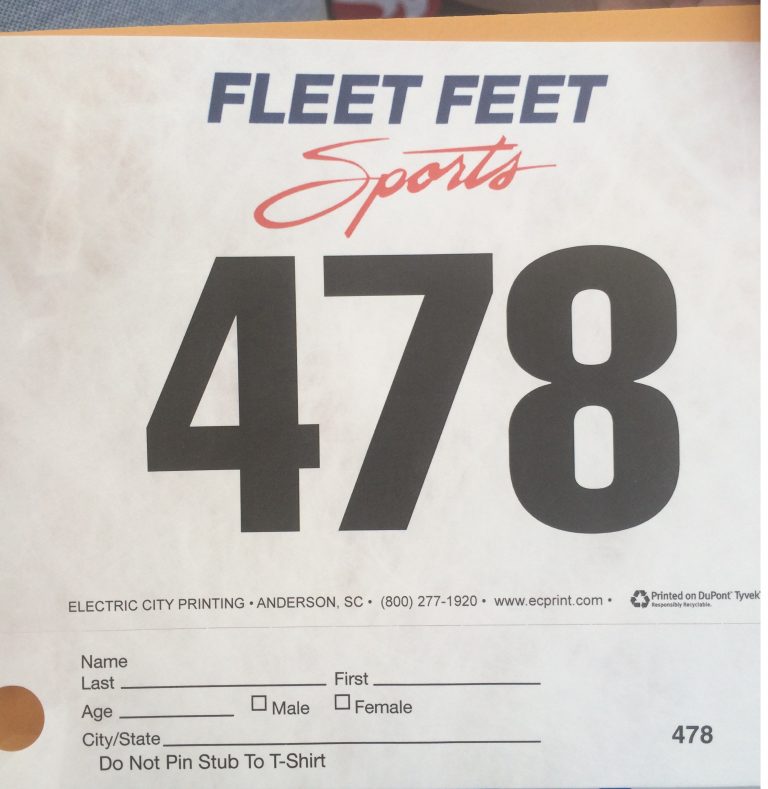 FLEET FEET
Sports
478
ELECTRIC CITY PRINTING • ANDERSON, SC • (800) 277-1920 • www.ecprint.com • Printed on DuPont™ Tyvek
Responsibly Recyclable.
Name
Last First
Age Male Female
City/State 478
Do Not Pin Stub To T-Shirt